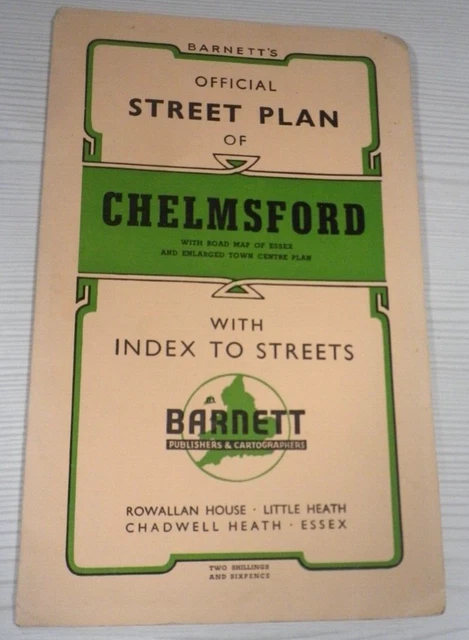 BARNETT'S
OFFICIAL
STREET PLAN
OF
CHELMSFORD
WITH ROAD MAP OF ESSEX
AND ENLARGED TOWN CENTRE PLAN
WITH
INDEX TO STREETS
BARNETT
PUBLISHERS & CARTOGRAPHERS
ROWALLAN HOUSE · LITTLE HEATH
CHADWELL HEATH · ESSEX
TWO SHILLINGS
AND SIXPENCE